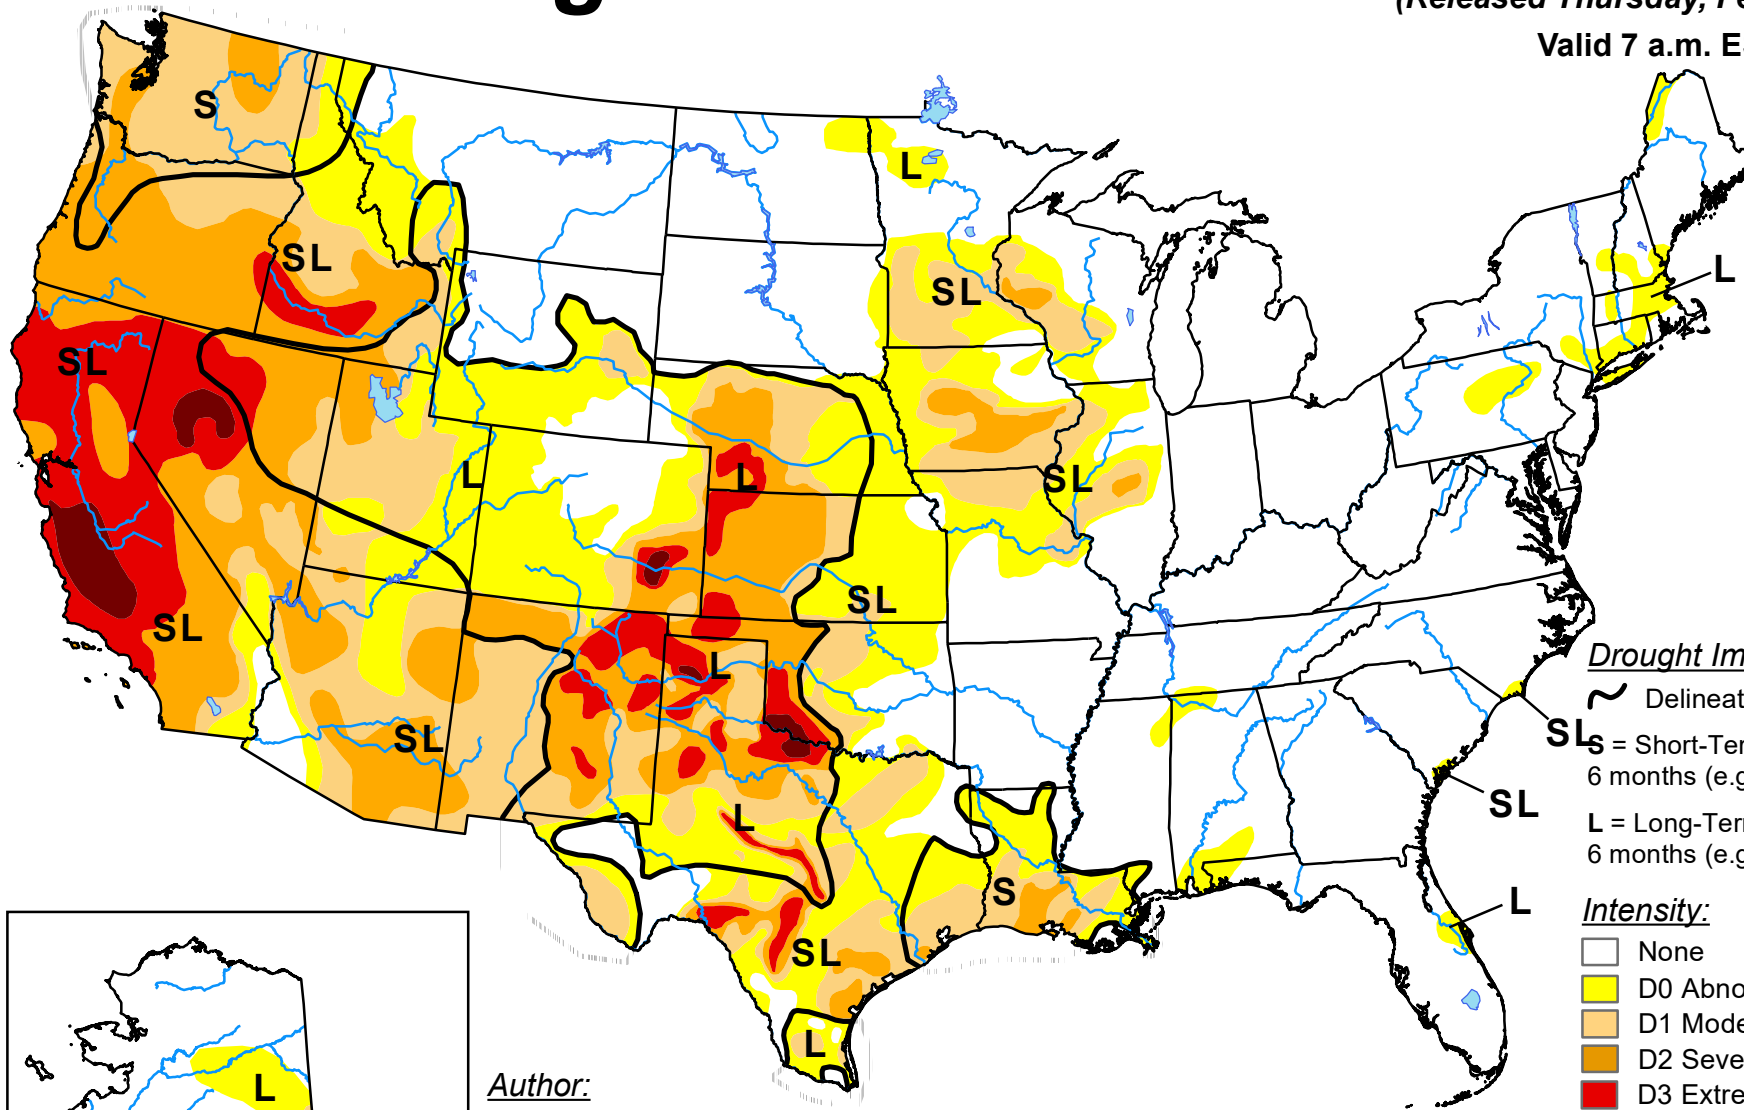 (Released Thursday,
Valid 7 a.m.
S
L
SL
L
SL
SL
L
L
SL
SL
SL
L
SL
SL
L
S
SL
L
SL
SL
L
L
L
Drought
Delineat
S = Short-Ter
6 months (e.g
L = Long-Ter
6 months (e.g
Intensity:
None
D0 Abno
D1 Mode
D2 Seve
D3 Extre
Author: